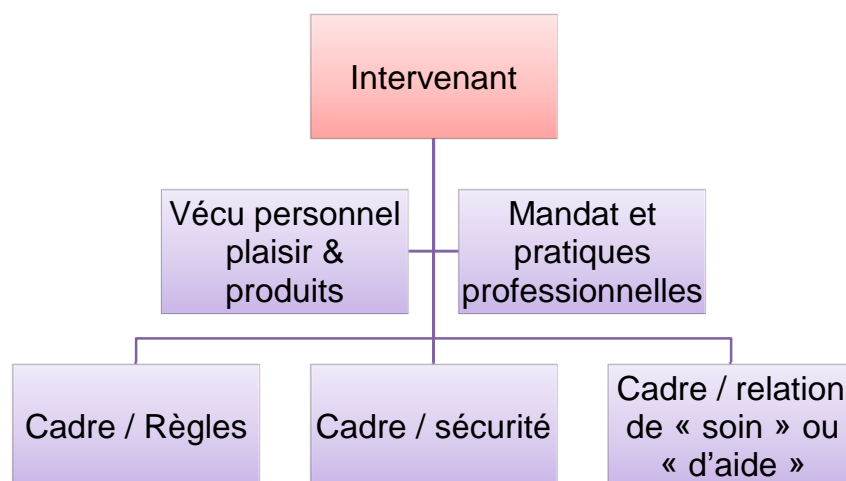 Intervenant
Vécu personnel
plaisir &
produits
Mandat et
pratiques
professionnelles
Cadre / Règles
Cadre / sécurité
Cadre / relation
de « soin » ou
« d'aide »